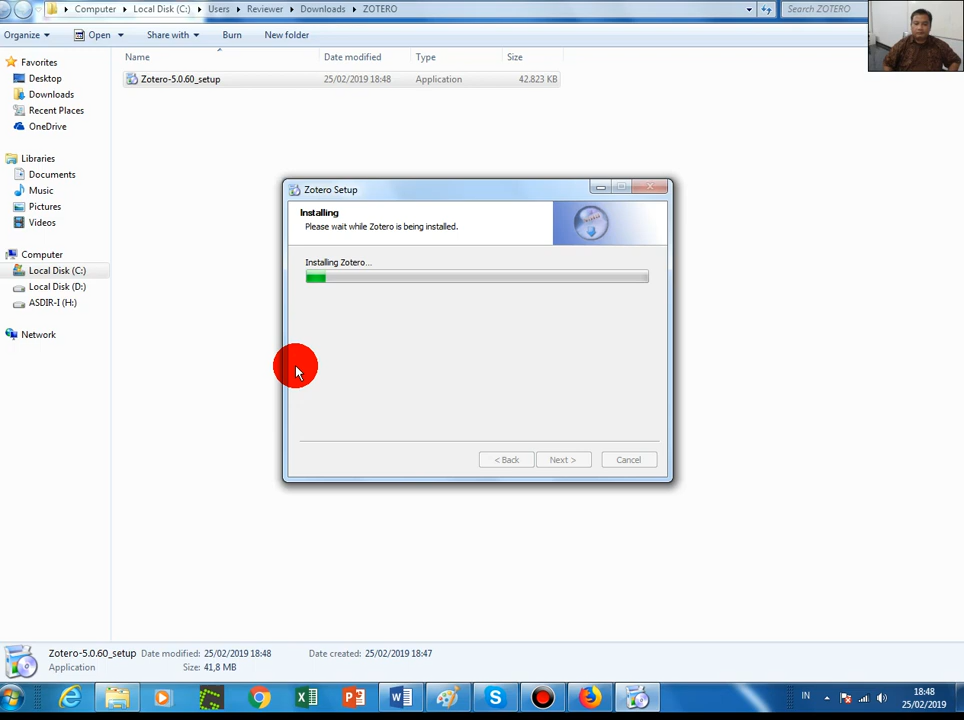 Computer Local Disk (C:) Users Reviewer Downloads ZOTERO Search ZOTERO
Organize Open Share with Burn New folder
Name Date modified Type Size
Zotero-5.0.60_setup 25/02/2019 18:48 Application 42.823 KB
Favorites
Desktop
Downloads
Recent Places
OneDrive
Libraries
Documents
Music
Pictures
Videos
Computer
Local Disk (C:)
Local Disk (D:)
ASDIR-I (H:)
Network
Zotero Setup
Installing
Please wait while Zotero is being installed.
Installing Zotero...
< Back Next > Cancel
Zotero-5.0.60_setup Date modified: 25/02/2019 18:48 Date created: 25/02/2019 18:47
Application Size: 41,8 MB
IN 18:48
25/02/2019